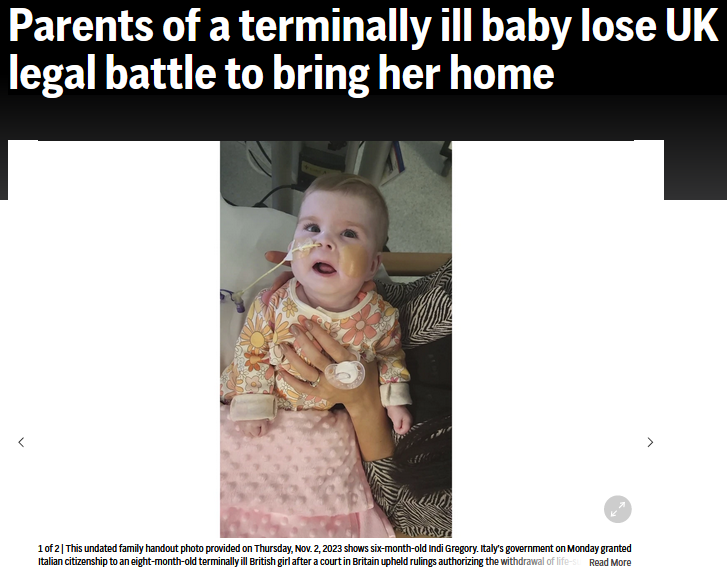 Parents of a terminally ill baby lose UK
legal battle to bring her home
1 of 2 | This undated family handout photo provided on Thursday, Nov. 2, 2023 shows six-month-old Indi Gregory. Italy's government on Monday granted
Italian citizenship to an eight-month-old terminally ill British girl after a court in Britain upheld rulings authorizing the withdrawal of life-s Read More